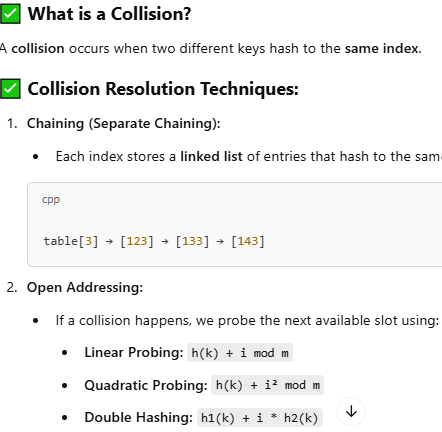 ✅ What is a Collision?
A collision occurs when two different keys hash to the same index.
✅ Collision Resolution Techniques:
1. Chaining (Separate Chaining):
• Each index stores a linked list of entries that hash to the sam
cpp
table[3] → [123] → [133] → [143]
2. Open Addressing:
• If a collision happens, we probe the next available slot using:
• Linear Probing: h(k) + i mod m
• Quadratic Probing: h(k) + i² mod m
• Double Hashing: h1(k) + i * h2(k)